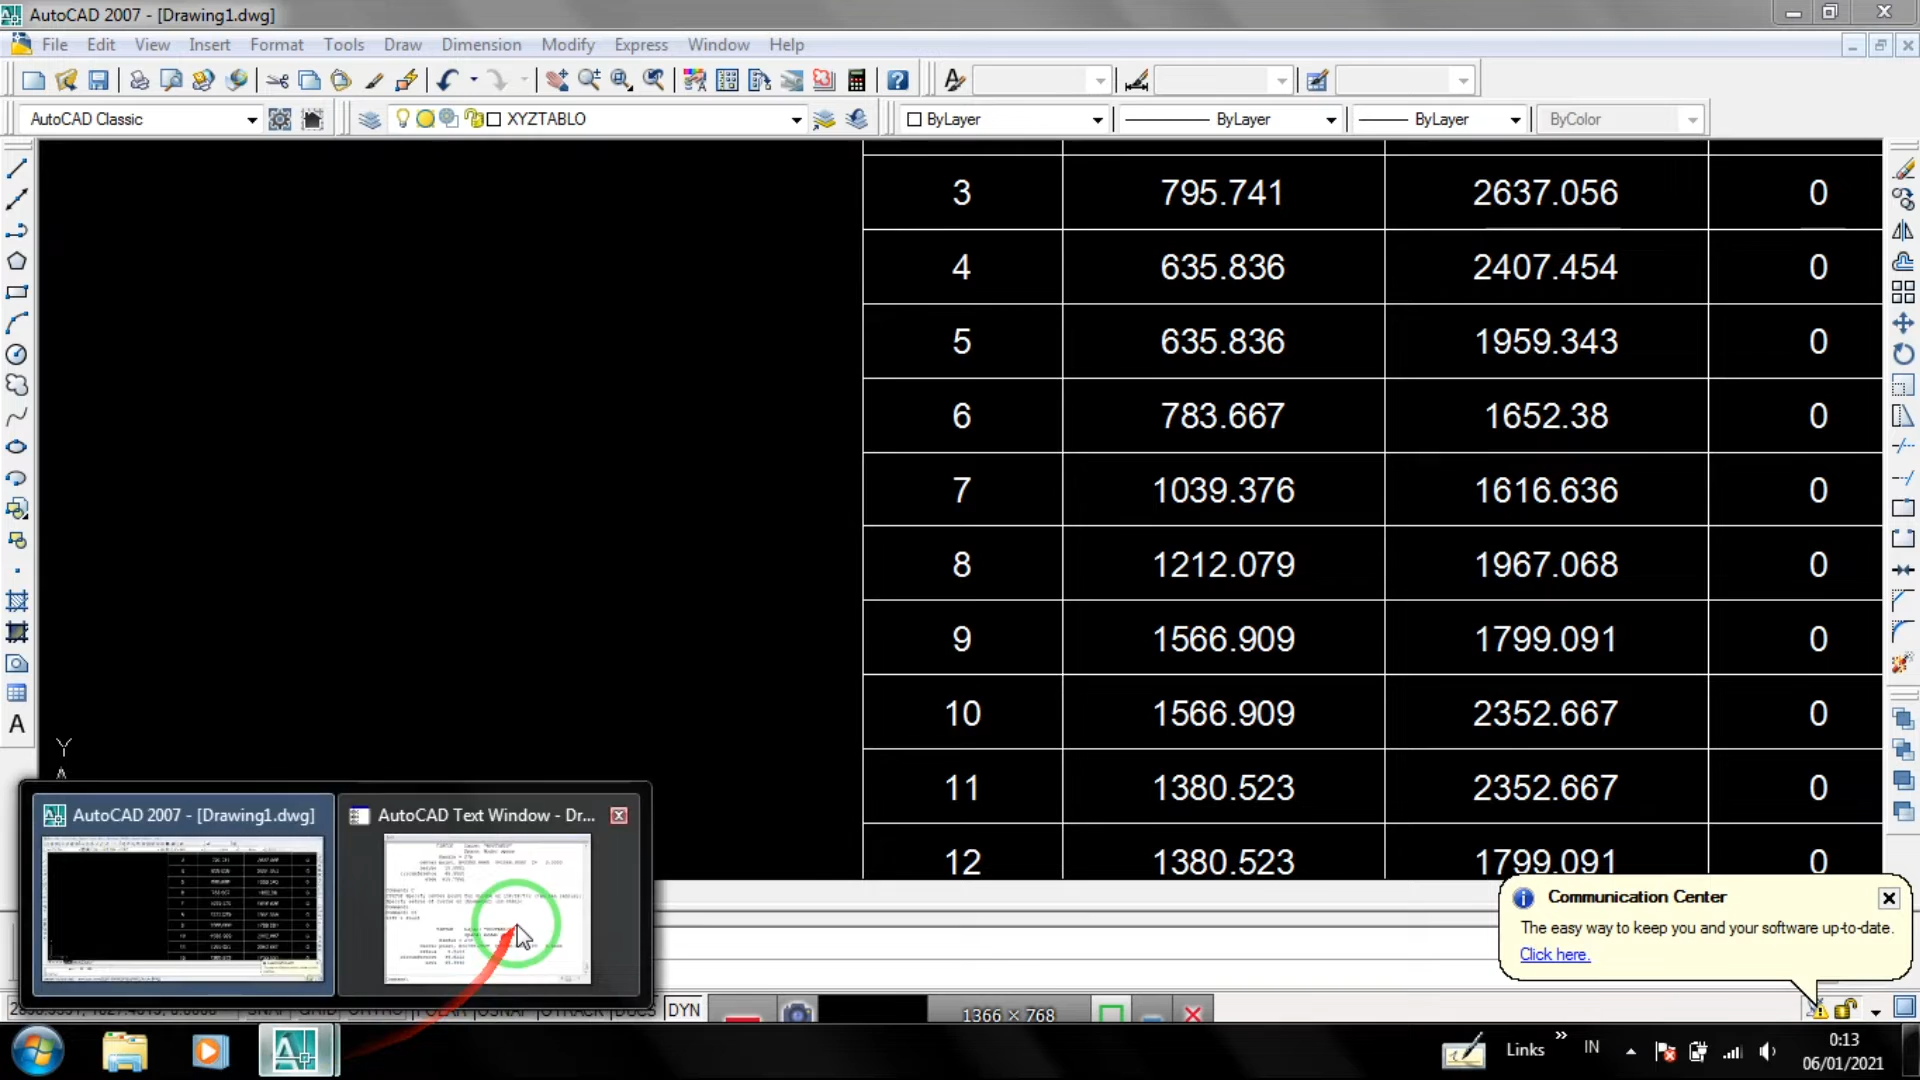 AutoCAD 2007 - [Drawing1.dwg]
File Edit View Insert Format Tools Draw Dimension Modify Express Window Help
AutoCAD Classic XYZTABLO ByLayer ByLayer ByLayer ByColor
3 795.741 2637.056 0
4 635.836 2407.454 0
5 635.836 1959.343 0
6 783.667 1652.38 0
7 1039.376 1616.636 0
8 1212.079 1967.068 0
9 1566.909 1799.091 0
10 1566.909 2352.667 0
11 1380.523 2352.667 0
12 1380.523 1799.091 0
A
Y
AutoCAD 2007 - [Drawing1.dwg]
AutoCAD Text Window - Dr...
Communication Center
The easy way to keep you and your software up-to-date.
Click here.
DYN
1366 × 768
Links
IN
0:13
06/01/2021